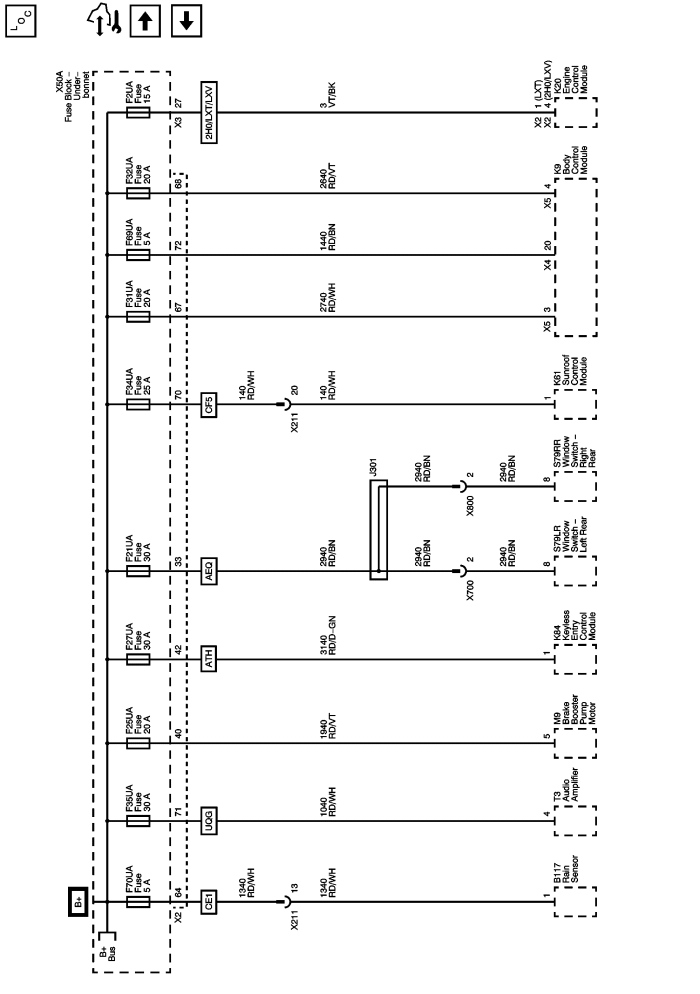 LOC
X50A
Fuse Block –
Under-
bonnet
F2UA
Fuse
15 A
27
X3
2H0/LXT/LXV
3
VT/BK
1 (LXT)
4 (2H0/LXV)
X2
X2
K20
Engine
Control
Module
F32UA
Fuse
20 A
68
2640
RD/VT
4
X5
K9
Body
Control
Module
F69UA
Fuse
5 A
72
1440
RD/BN
20
X4
F31UA
Fuse
20 A
67
2740
RD/WH
3
X5
F34UA
Fuse
25 A
70
CF5
140
RD/WH
20
X211
140
RD/WH
1
K61
Sunroof
Control
Module
J301
2940
RD/BN
2
X800
2940
RD/BN
8
S79RR
Window
Switch –
Right
Rear
F21UA
Fuse
30 A
33
AEQ
2940
RD/BN
2940
RD/BN
2
X700
2940
RD/BN
8
S79LR
Window
Switch –
Left Rear
F27UA
Fuse
30 A
42
ATH
3140
RD/D-GN
1
K84
Keyless
Entry
Control
Module
F25UA
Fuse
20 A
40
1940
RD/VT
5
M9
Brake
Booster
Pump
Motor
F35UA
Fuse
30 A
71
UQG
1040
RD/WH
4
T3
Audio
Amplifier
B+
F70UA
Fuse
5 A
64
X2
CE1
1340
RD/WH
13
X211
1340
RD/WH
1
B117
Rain
Sensor
B+
Bus